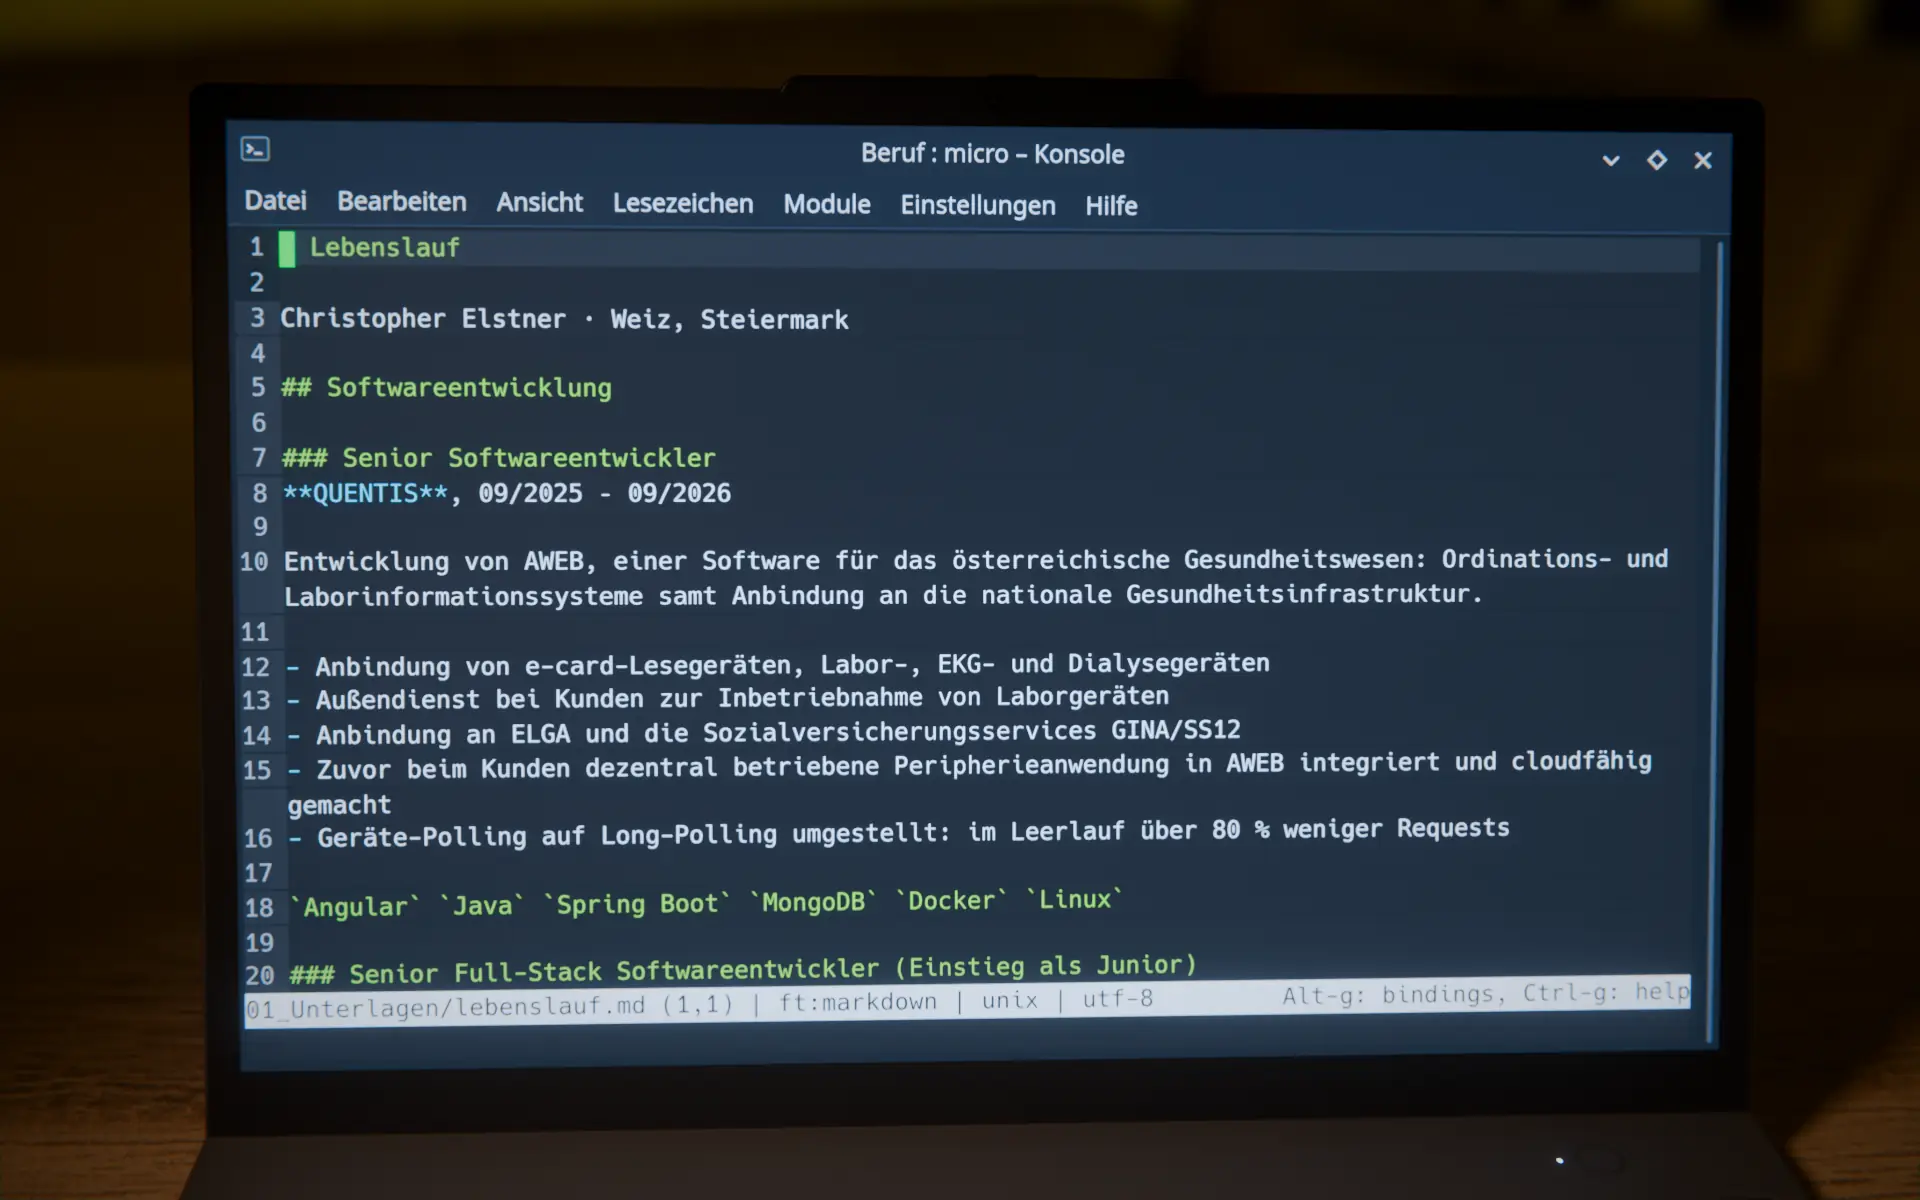 Beruf : micro – Konsole
Datei Bearbeiten Ansicht Lesezeichen Module Einstellungen Hilfe
1 Lebenslauf
2
3 Christopher Elstner · Weiz, Steiermark
4
5 ## Softwareentwicklung
6
7 ### Senior Softwareentwickler
8 **QUENTIS**, 09/2025 - 09/2026
9
10 Entwicklung von AWEB, einer Software für das österreichische Gesundheitswesen: Ordinations- und
Laborinformationssysteme samt Anbindung an die nationale Gesundheitsinfrastruktur.
11
12 - Anbindung von e-card-Lesegeräten, Labor-, EKG- und Dialysegeräten
13 - Außendienst bei Kunden zur Inbetriebnahme von Laborgeräten
14 - Anbindung an ELGA und die Sozialversicherungsservices GINA/SS12
15 - Zuvor beim Kunden dezentral betriebene Peripherieanwendung in AWEB integriert und cloudfähig
gemacht
16 - Geräte-Polling auf Long-Polling umgestellt: im Leerlauf über 80 % weniger Requests
17
18 `Angular` `Java` `Spring Boot` `MongoDB` `Docker` `Linux`
19
20 ### Senior Full-Stack Softwareentwickler (Einstieg als Junior)
01_Unterlagen/lebenslauf.md (1,1) | ft:markdown | unix | utf-8 Alt-g: bindings, Ctrl-g: help